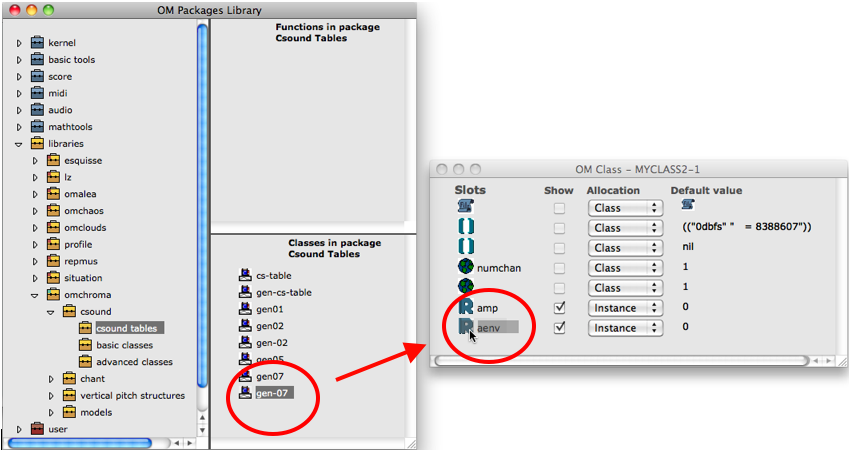 OM Packages Library
kernel
basic tools
score
midi
audio
mathtools
libraries
esquisse
lz
omalea
omchaos
omclouds
profile
repmus
situation
omchroma
csound
csound tables
basic classes
advanced classes
chant
vertical pitch structures
models
user
Functions in package
Csound Tables
Classes in package
Csound Tables
cs-table
gen-cs-table
gen01
gen02
gen-02
gen05
gen07
gen-07
OM Class - MYCLASS2-1
Slots Show Allocation Default value
Class
Class (("0dbfs" " = 8388607"))
Class nil
numchan Class 1
Class 1
amp Instance 0
aenv Instance 0